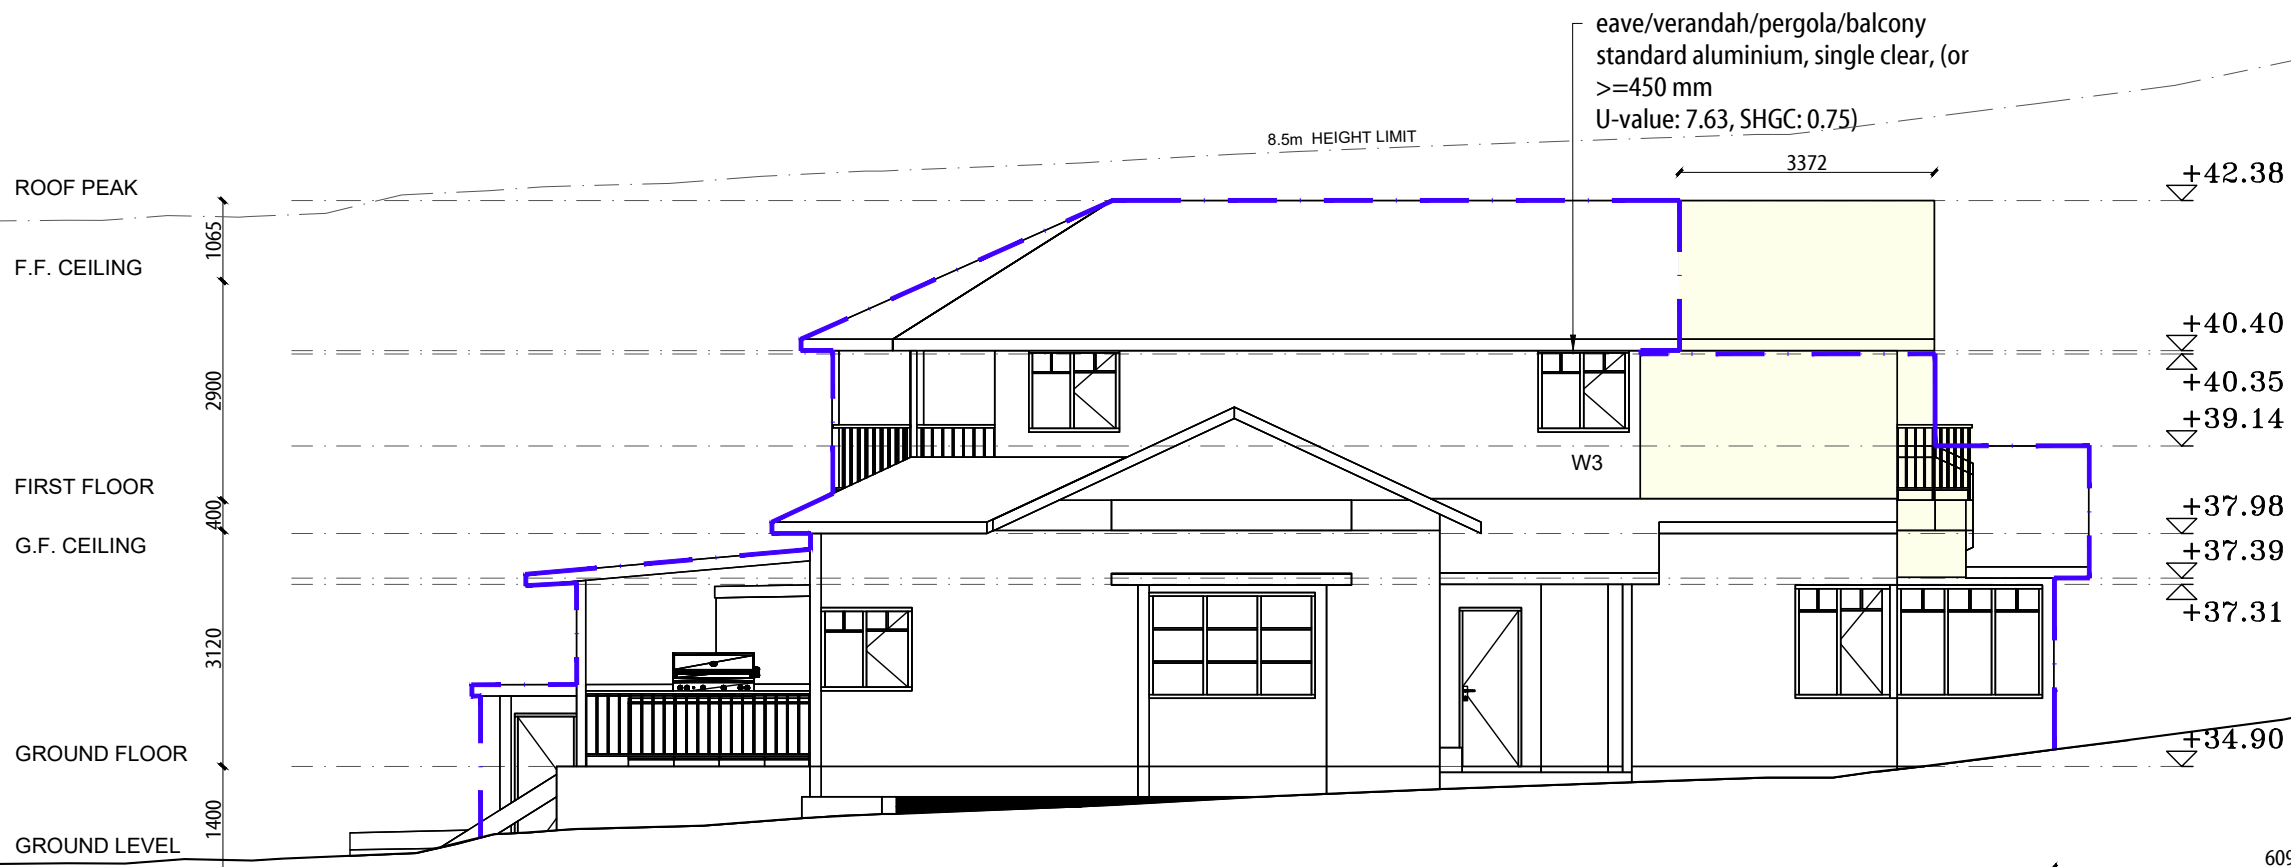 eave/verandah/pergola/balcony
standard aluminium, single clear, (or
>=450 mm
U-value: 7.63, SHGC: 0.75)
8.5m HEIGHT LIMIT
3372
ROOF PEAK
+42.38
1065
F.F. CEILING
+40.40
+40.35
2900
+39.14
W3
FIRST FLOOR
+37.98
400
G.F. CEILING
+37.39
+37.31
3120
GROUND FLOOR
+34.90
1400
GROUND LEVEL
609